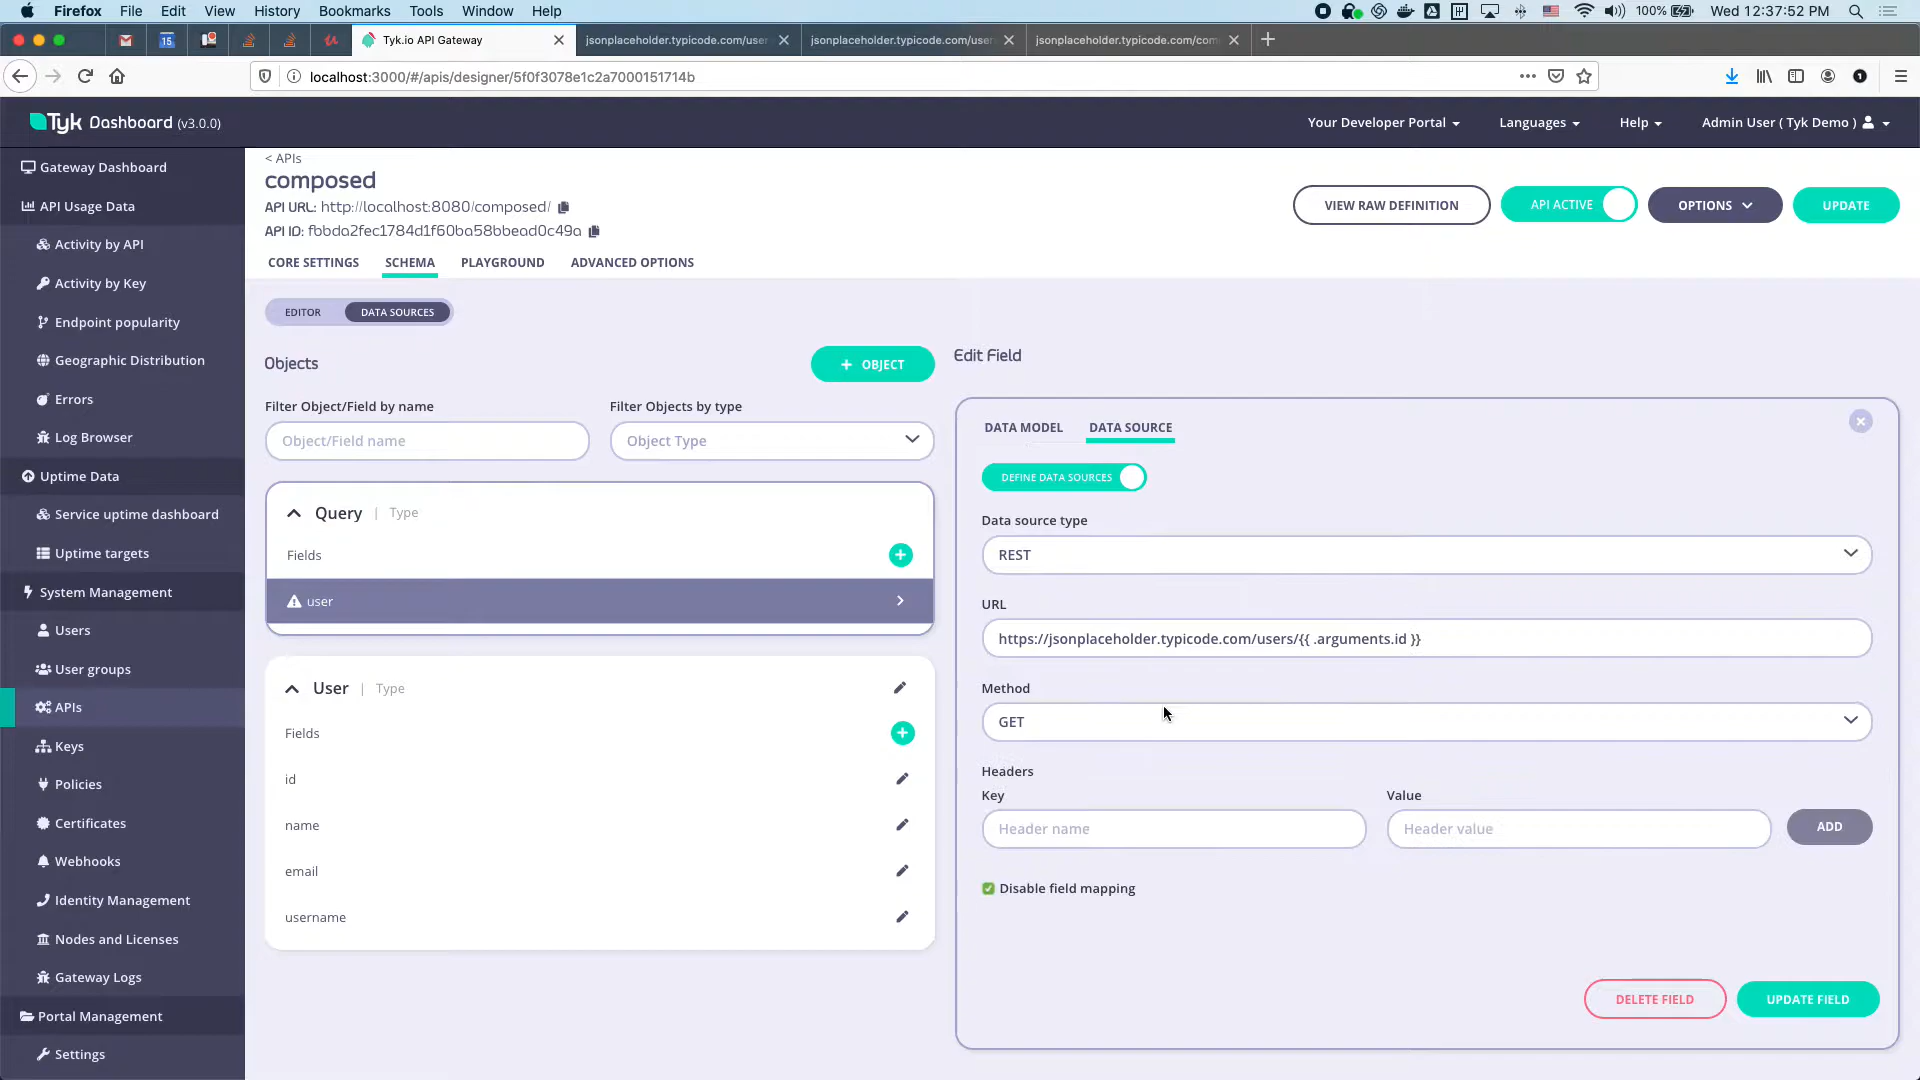 Firefox File Edit View History Bookmarks Tools Window Help 100% Wed 12:37:52 PM
15 Tyk.io API Gateway jsonplaceholder.typicode.com/user jsonplaceholder.typicode.com/user jsonplaceholder.typicode.com/com
localhost:3000/#/apis/designer/5f0f3078e1c2a7000151714b
Tyk Dashboard (v3.0.0) Your Developer Portal Languages Help Admin User ( Tyk Demo )
Gateway Dashboard
API Usage Data
Activity by API
Activity by Key
Endpoint popularity
Geographic Distribution
Errors
Log Browser
Uptime Data
Service uptime dashboard
Uptime targets
System Management
Users
User groups
APIs
Keys
Policies
Certificates
Webhooks
Identity Management
Nodes and Licenses
Gateway Logs
Portal Management
Settings
< APIs
composed
API URL: http://localhost:8080/composed/
API ID: fbbda2fec1784d1f60ba58bbead0c49a
VIEW RAW DEFINITION API ACTIVE OPTIONS UPDATE
CORE SETTINGS SCHEMA PLAYGROUND ADVANCED OPTIONS
EDITOR DATA SOURCES
Objects
+ OBJECT
Filter Object/Field by name Filter Objects by type
Object/Field name Object Type
Query | Type
Fields
user
User | Type
Fields
id
name
email
username
Edit Field
DATA MODEL DATA SOURCE
DEFINE DATA SOURCES
Data source type
REST
URL
https://jsonplaceholder.typicode.com/users/{{ .arguments.id }}
Method
GET
Headers
Key Value
Header name Header value ADD
Disable field mapping
DELETE FIELD UPDATE FIELD